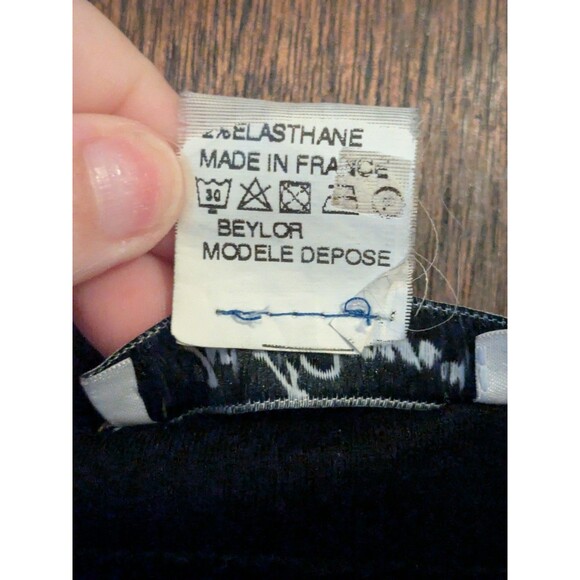 2% ELASTHANE
MADE IN FRANCE
30 P
BEYLOR
MODELE DEPOSE